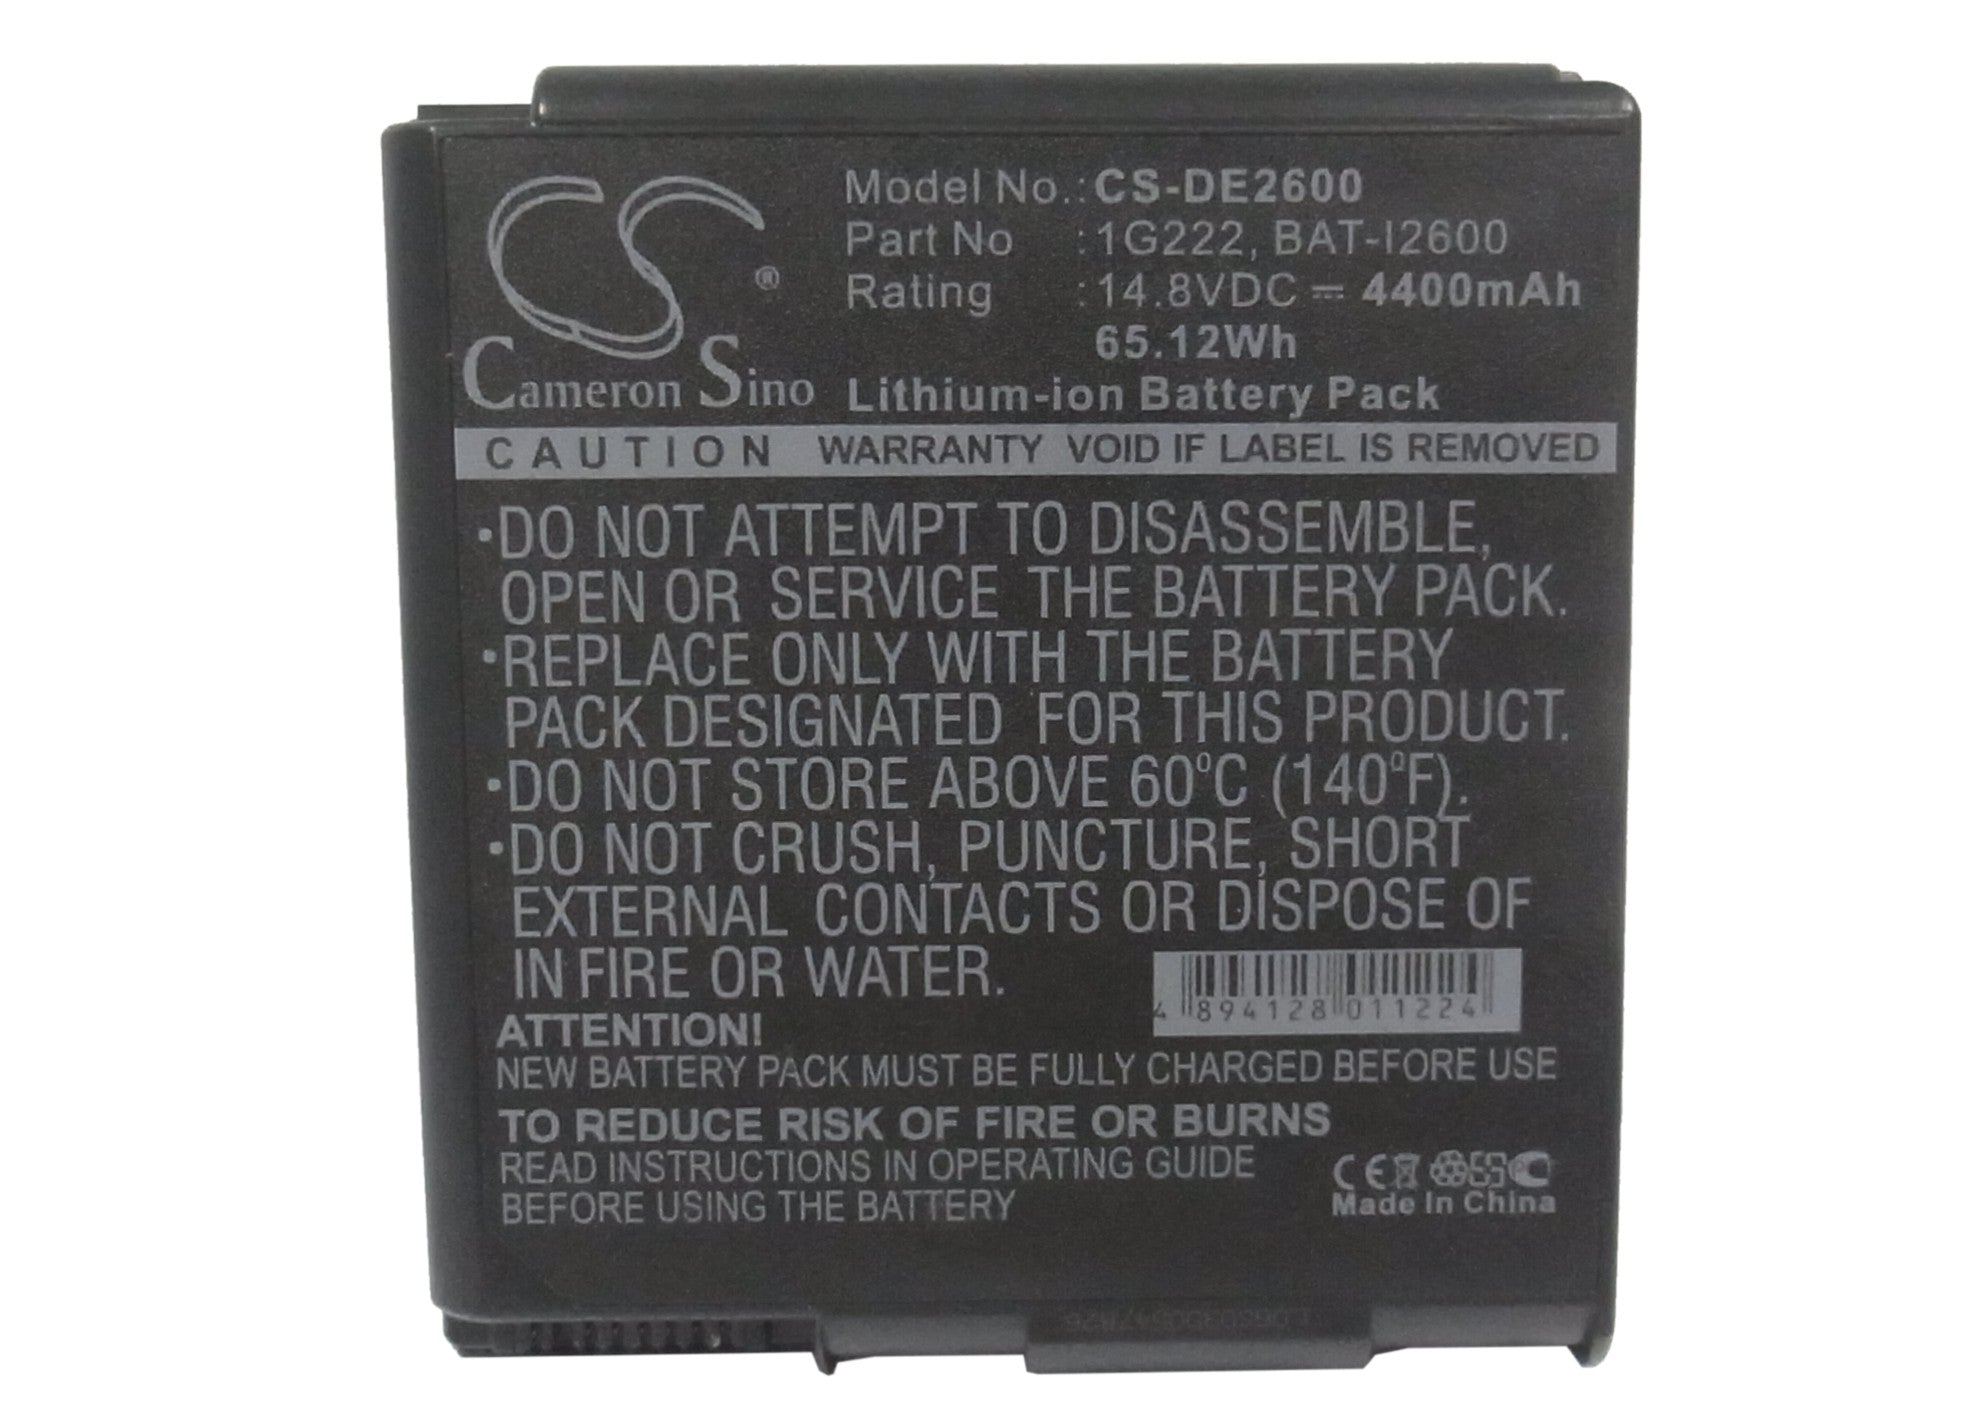 CS
®
Cameron Sino
Model No.: CS-DE2600
Part No : 1G222, BAT-I2600
Rating : 14.8VDC ⎓ 4400mAh
65.12Wh
Lithium-ion Battery Pack
CAUTION WARRANTY VOID IF LABEL IS REMOVED
•DO NOT ATTEMPT TO DISASSEMBLE,
OPEN OR SERVICE THE BATTERY PACK.
•REPLACE ONLY WITH THE BATTERY
PACK DESIGNATED FOR THIS PRODUCT.
•DO NOT STORE ABOVE 60°C (140°F).
•DO NOT CRUSH, PUNCTURE, SHORT
EXTERNAL CONTACTS OR DISPOSE OF
IN FIRE OR WATER.
4 894128 011224
ATTENTION!
NEW BATTERY PACK MUST BE FULLY CHARGED BEFORE USE
TO REDUCE RISK OF FIRE OR BURNS
READ INSTRUCTIONS IN OPERATING GUIDE
BEFORE USING THE BATTERY
CE
Made In China